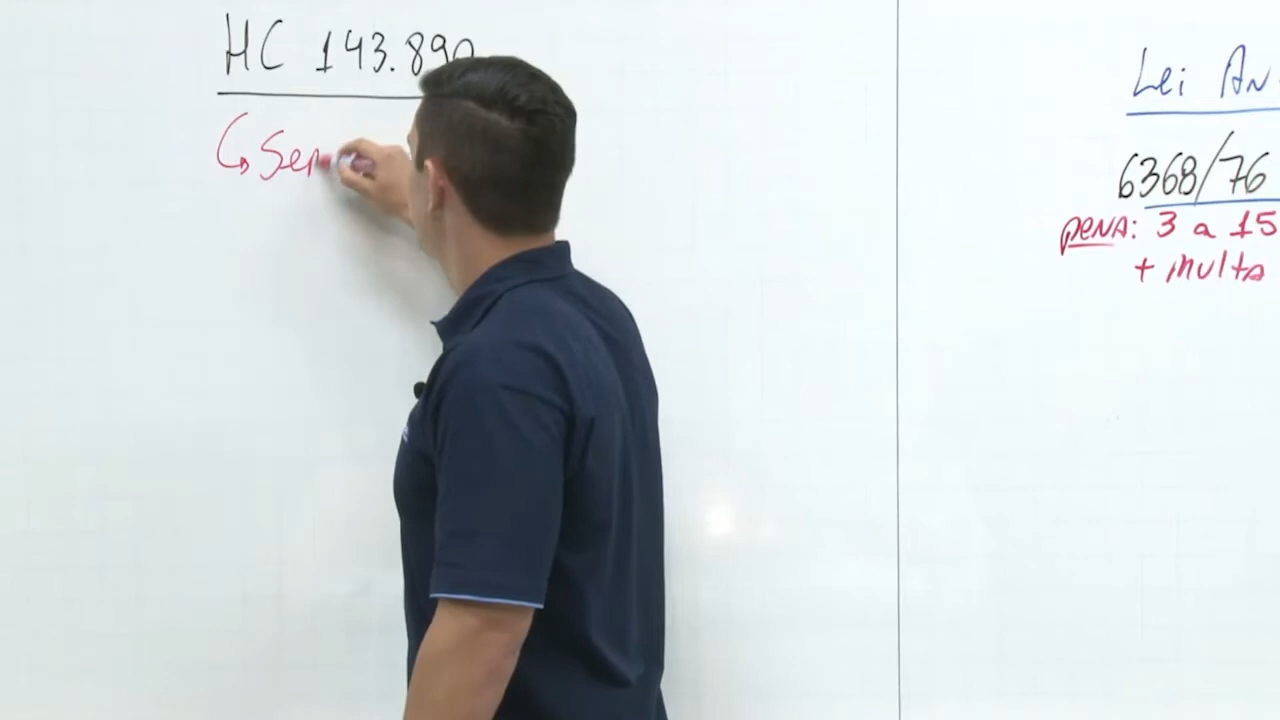 HC 143.890
↳ Sen
Lei An
6368/76
pena: 3 a 15
+ multa